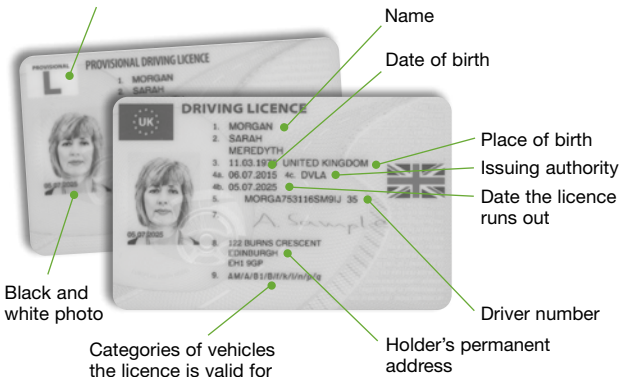 Name
Date of birth
PROVISIONAL
L
PROVISIONAL DRIVING LICENCE
1. MORGAN
2. SARAH
UK
DRIVING LICENCE
1. MORGAN
2. SARAH
MEREDYTH
3. 11.03.1976 UNITED KINGDOM
4a. 06.07.2015 4c. DVLA
4b. 05.07.2025
5. MORGA753116SM9IJ 35
7.
8. 122 BURNS CRESCENT
EDINBURGH
EH1 9GP
9. AM/A/B1/B/f/k/l/n/p/q
05.07.2025
Place of birth
Issuing authority
Date the licence
runs out
Black and
white photo
Driver number
Categories of vehicles
the licence is valid for
Holder's permanent
address